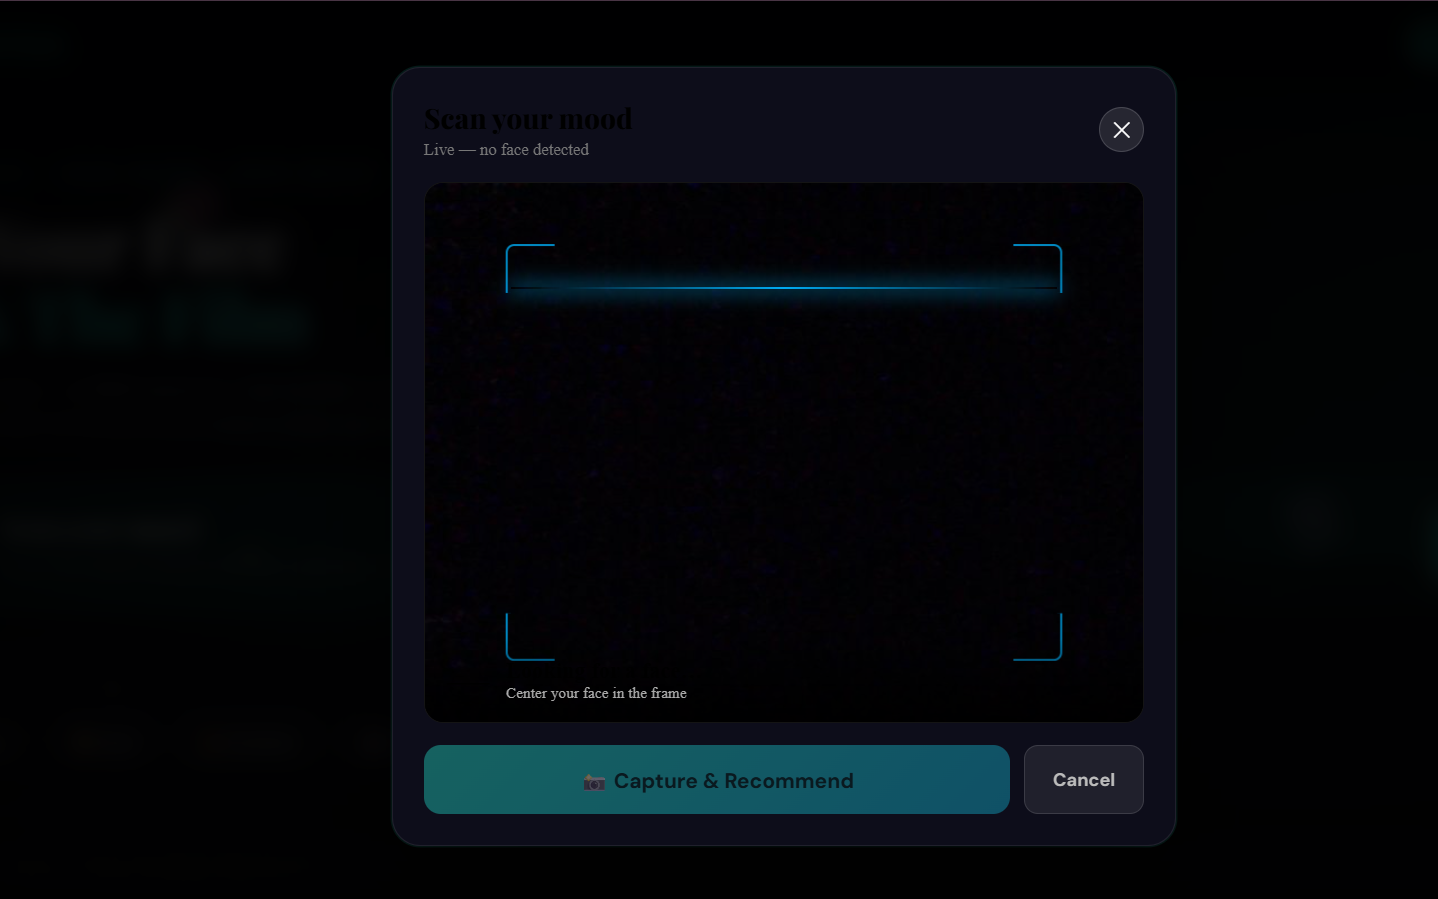 Scan your mood
Live — no face detected
Center your face in the frame
📷 Capture & Recommend
Cancel